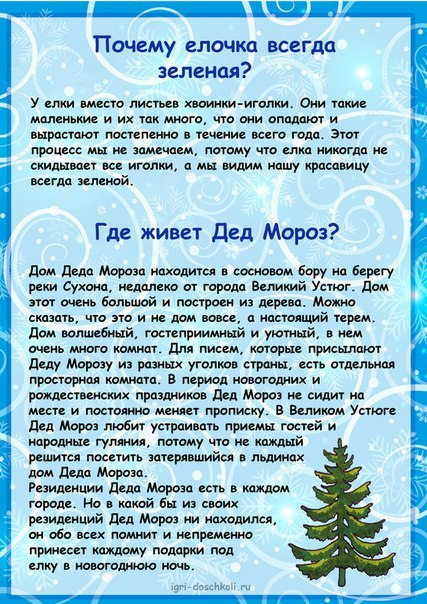 Почему елочка всегда
зеленая?
У елки вместо листьев хвоинки-иголки. Они такие
маленькие и их так много, что они опадают и
вырастают постепенно в течение всего года. Этот
процесс мы не замечаем, потому что елка никогда не
скидывает все иголки, а мы видим нашу красавицу
всегда зеленой.
Где живет Дед Мороз?
Дом Деда Мороза находится в сосновом бору на берегу
реки Сухона, недалеко от города Великий Устюг. Дом
этот очень большой и построен из дерева. Можно
сказать, что это и не дом вовсе, а настоящий терем.
Дом волшебный, гостеприимный и уютный, в нем
очень много комнат. Для писем, которые присылают
Деду Морозу из разных уголков страны, есть отдельная
просторная комната. В период новогодних и
рождественских праздников Дед Мороз не сидит на
месте и постоянно меняет прописку. В Великом Устюге
Дед Мороз любит устраивать приемы гостей и
народные гуляния, потому что не каждый
решится посетить затерявшийся в льдинах
дом Деда Мороза.
Резиденции Деда Мороза есть в каждом
городе. Но в какой бы из своих
резиденций Дед Мороз ни находился,
он обо всех помнит и непременно
принесет каждому подарки под
елку в новогоднюю ночь.
igri-doschkoli.ru